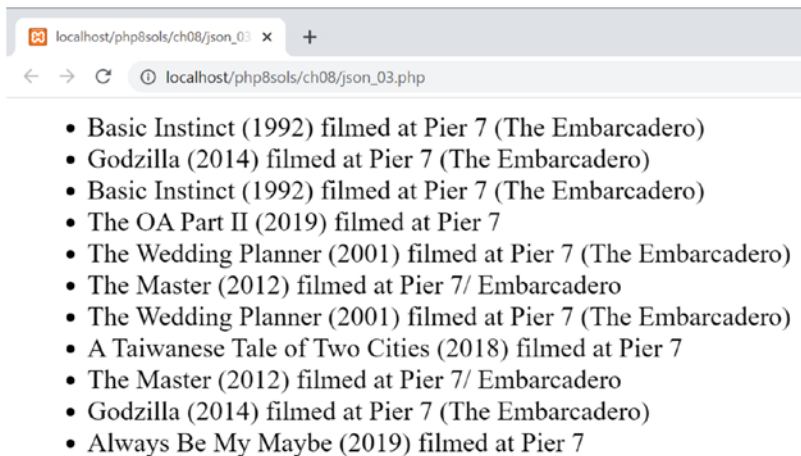 localhost/php8sols/ch08/json_03
localhost/php8sols/ch08/json_03.php
• Basic Instinct (1992) filmed at Pier 7 (The Embarcadero)
• Godzilla (2014) filmed at Pier 7 (The Embarcadero)
• Basic Instinct (1992) filmed at Pier 7 (The Embarcadero)
• The OA Part II (2019) filmed at Pier 7
• The Wedding Planner (2001) filmed at Pier 7 (The Embarcadero)
• The Master (2012) filmed at Pier 7/ Embarcadero
• The Wedding Planner (2001) filmed at Pier 7 (The Embarcadero)
• A Taiwanese Tale of Two Cities (2018) filmed at Pier 7
• The Master (2012) filmed at Pier 7/ Embarcadero
• Godzilla (2014) filmed at Pier 7 (The Embarcadero)
• Always Be My Maybe (2019) filmed at Pier 7